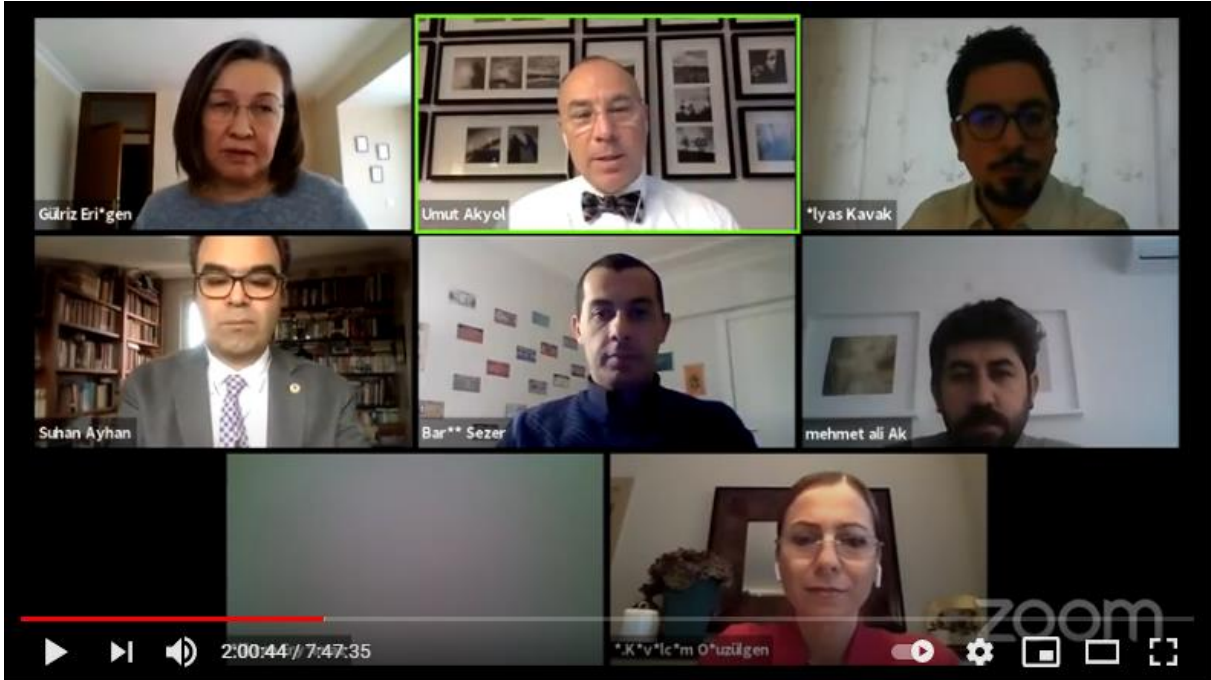 Gülriz Eri*gen
Umut Akyol
*lyas Kavak
Suhan Ayhan
Bar** Sezer
mehmet ali Ak
*.K*v*lc*m O*uzülgen
zoom
2:00:44 / 7:47:35